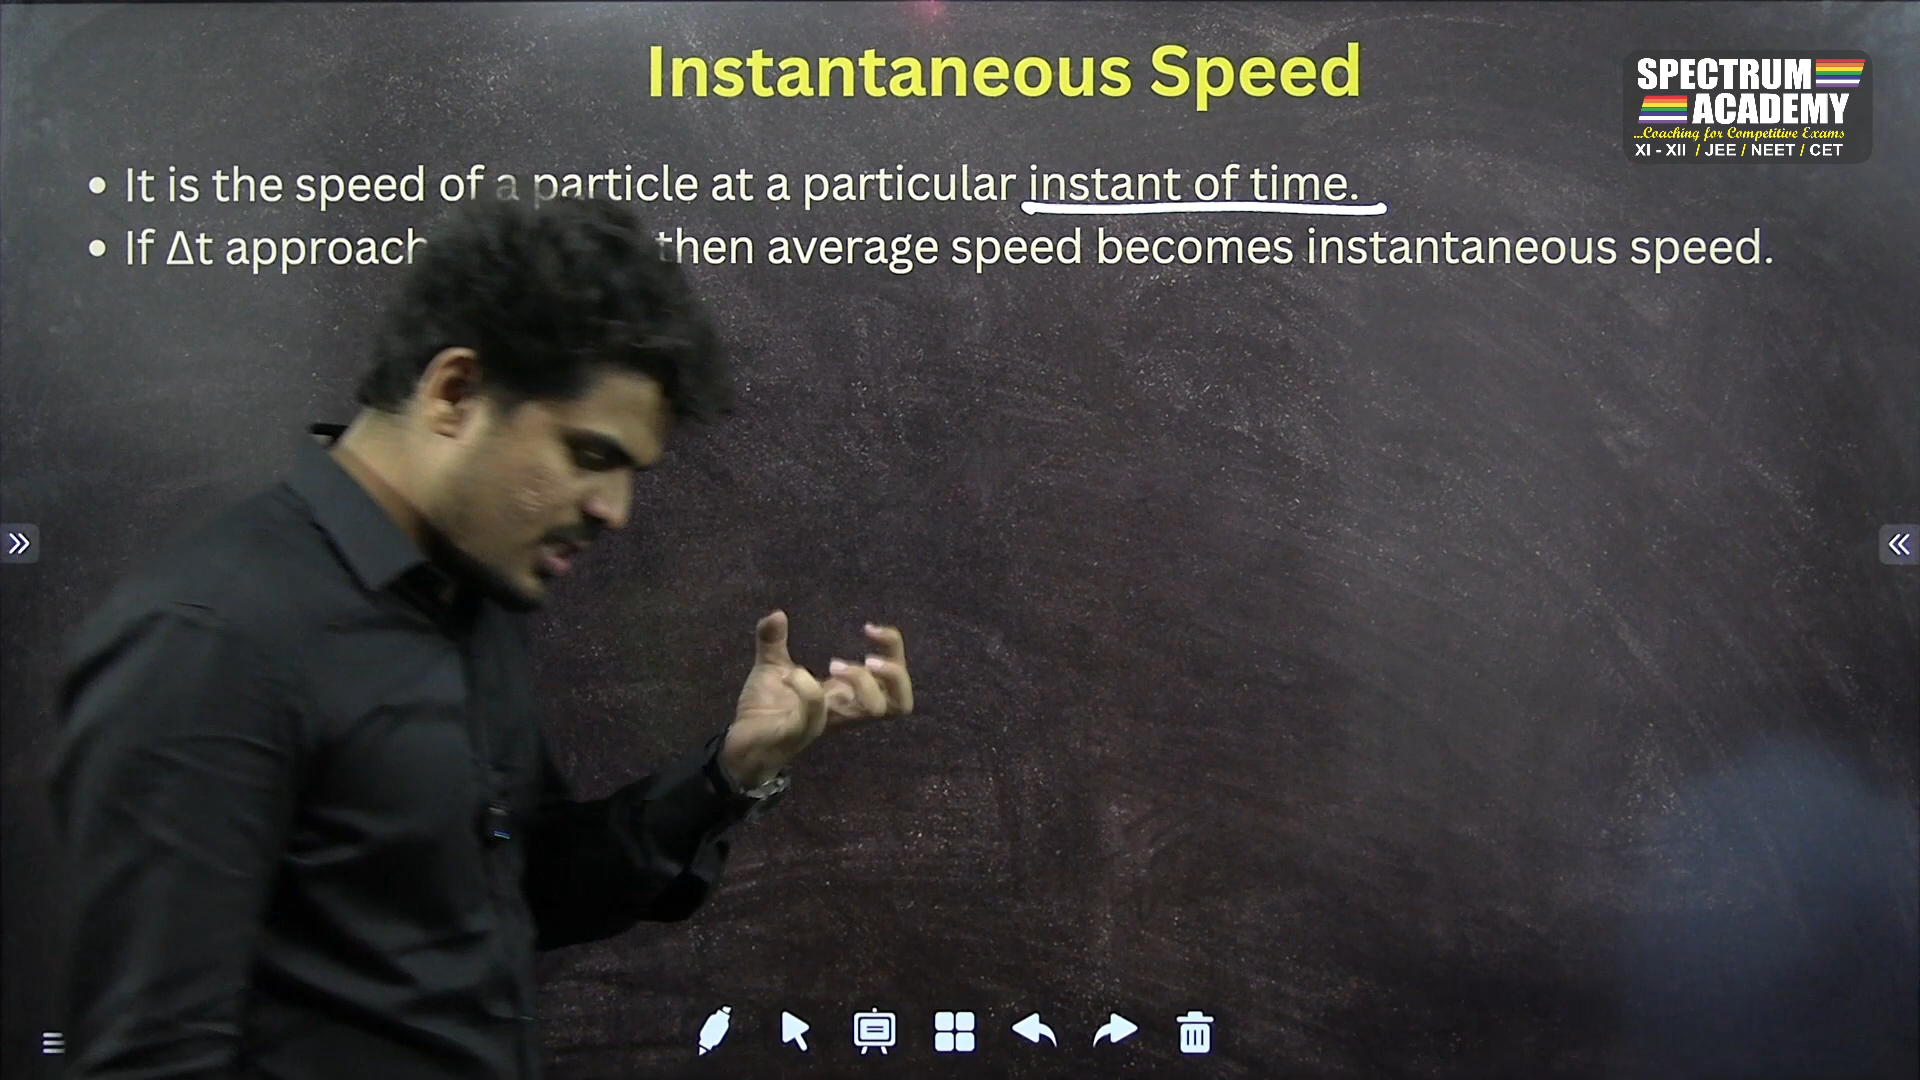 Instantaneous Speed
SPECTRUM
ACADEMY
...Coaching for Competitive Exams
XI - XII / JEE / NEET / CET
• It is the speed of a particle at a particular instant of time.
• If Δt then average speed becomes instantaneous speed.